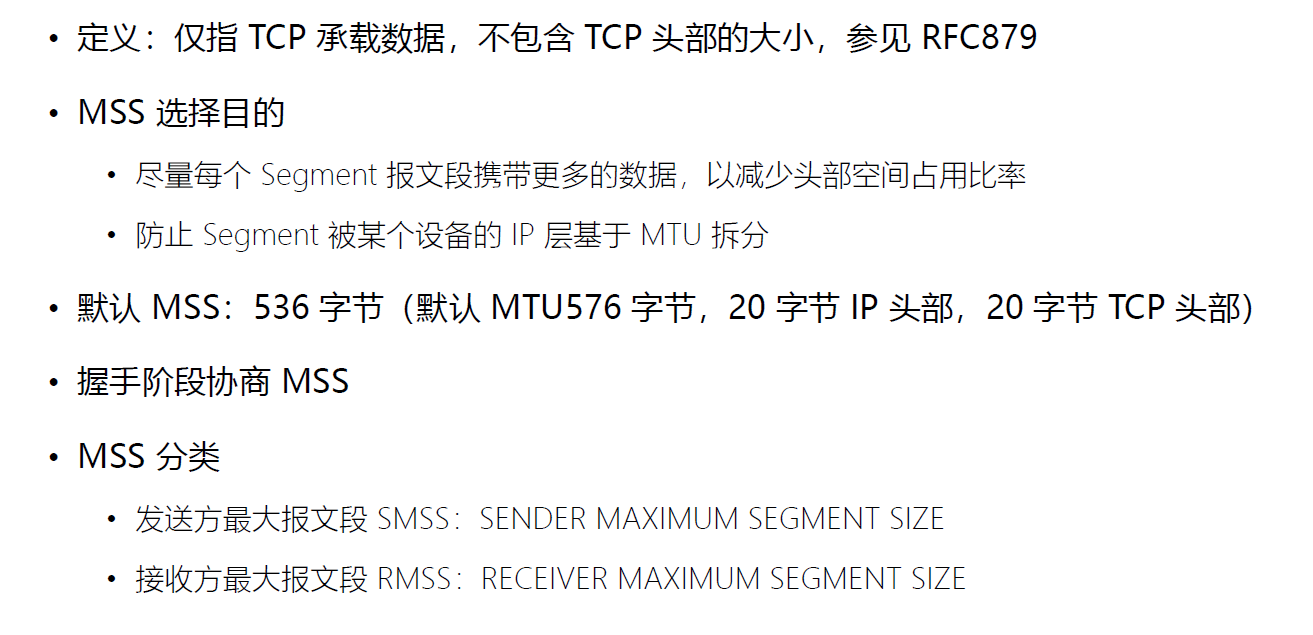 • 定义：仅指 TCP 承载数据，不包含 TCP 头部的大小，参见 RFC879
• MSS 选择目的
• 尽量每个 Segment 报文段携带更多的数据，以减少头部空间占用比率
• 防止 Segment 被某个设备的 IP 层基于 MTU 拆分
• 默认 MSS：536 字节（默认 MTU576 字节，20 字节 IP 头部，20 字节 TCP 头部）
• 握手阶段协商 MSS
• MSS 分类
• 发送方最大报文段 SMSS：SENDER MAXIMUM SEGMENT SIZE
• 接收方最大报文段 RMSS：RECEIVER MAXIMUM SEGMENT SIZE